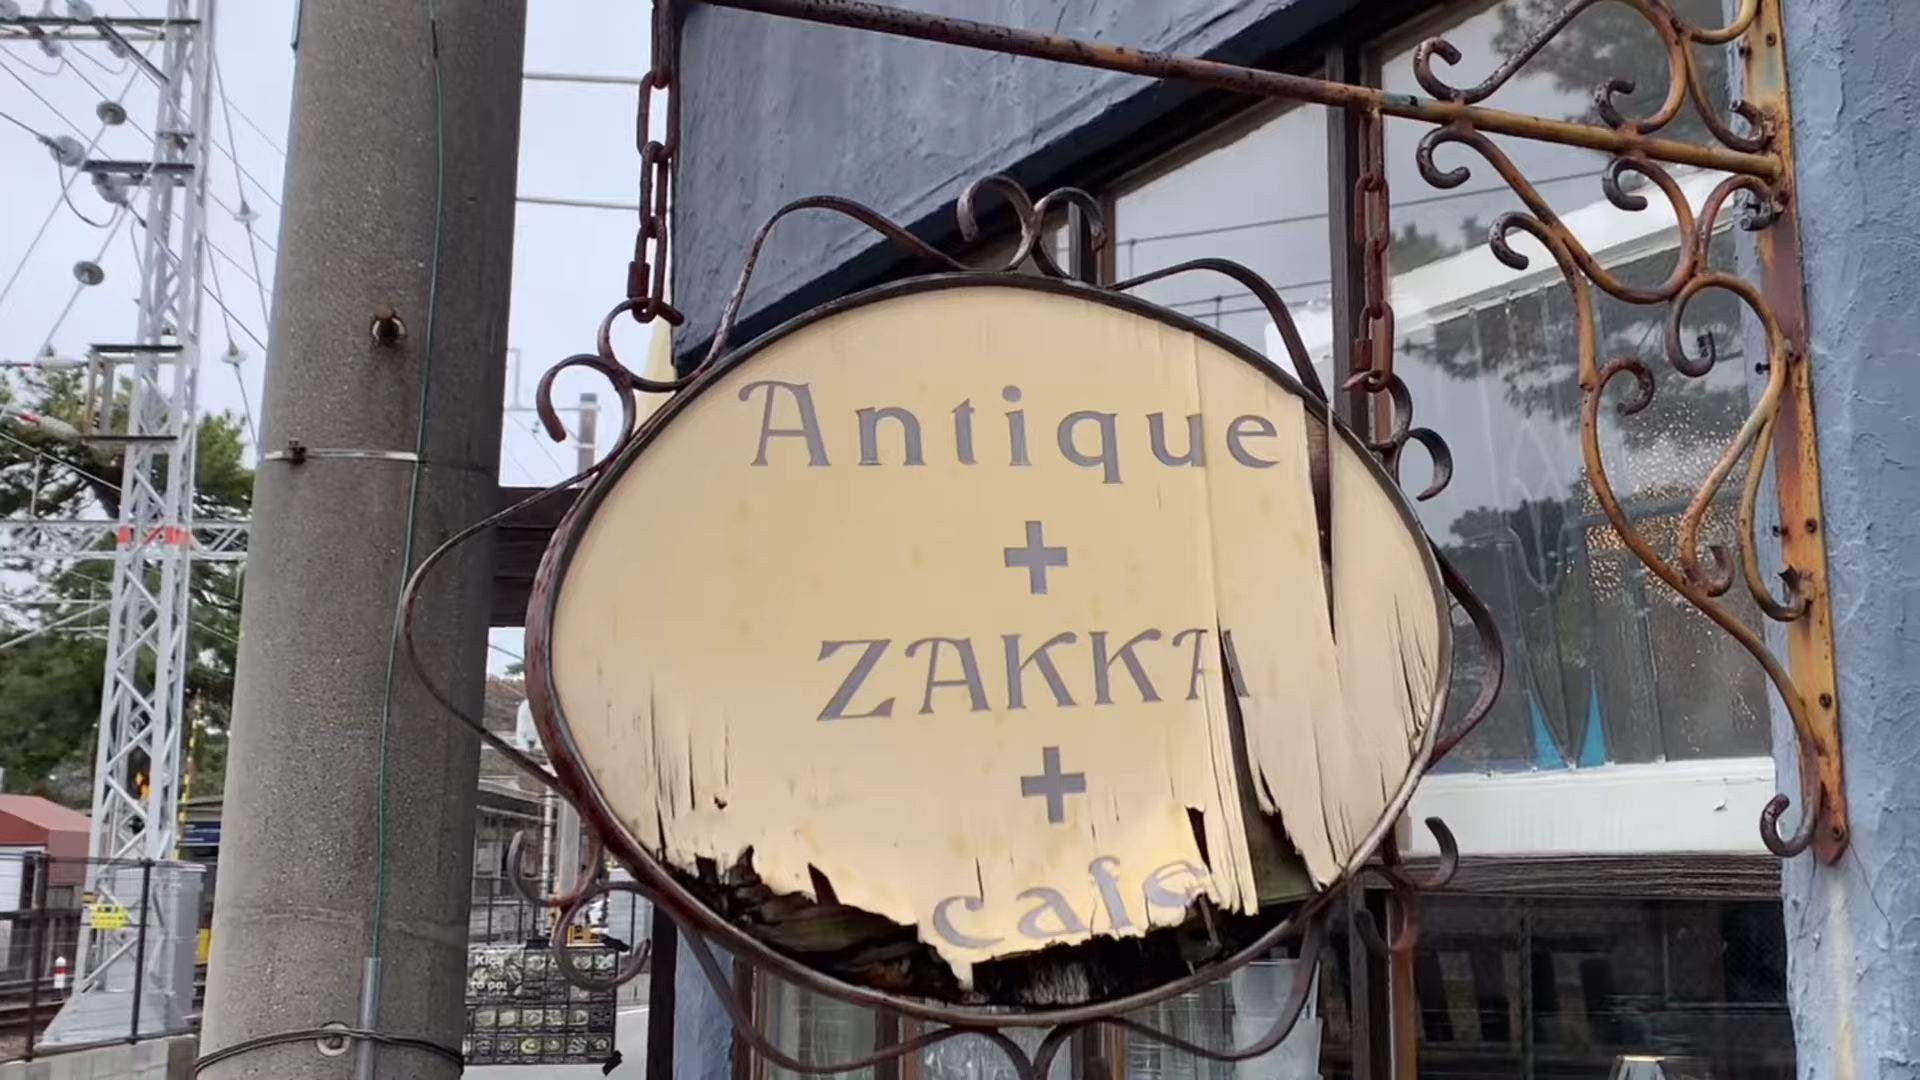 Antique
+
ZAKKA
+
cafe